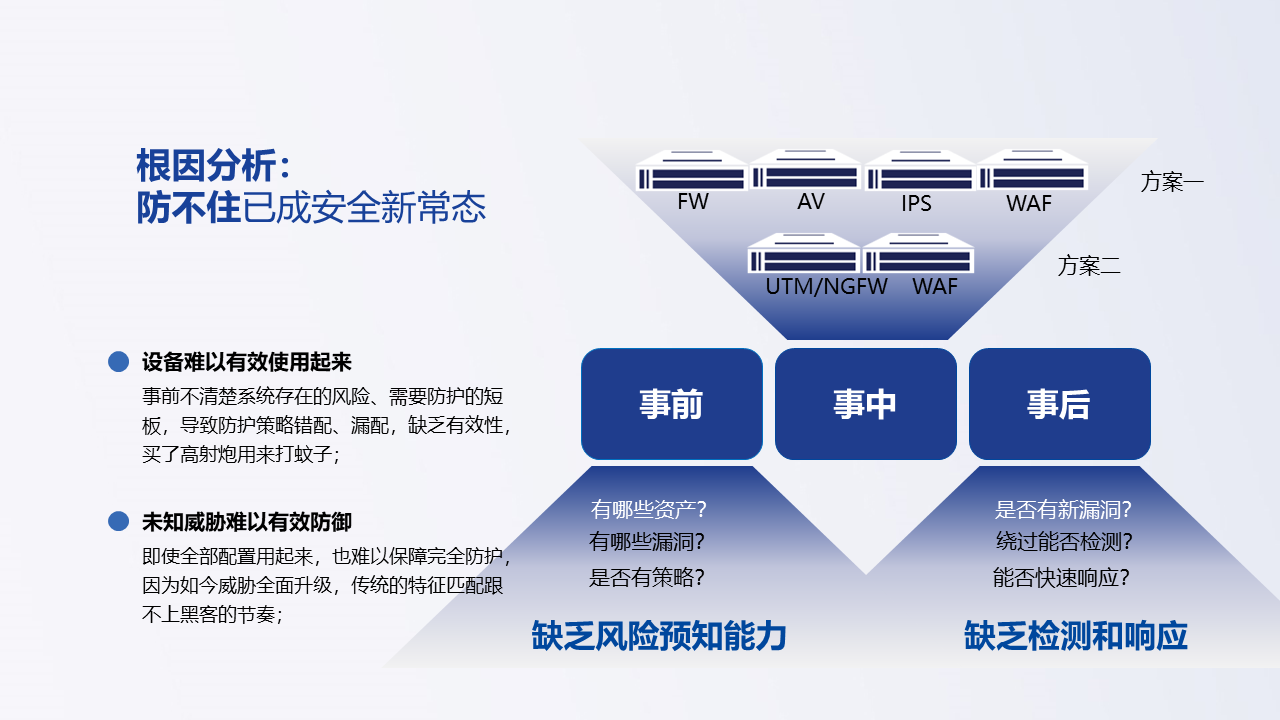 根因分析：
防不住已成安全新常态
设备难以有效使用起来
事前不清楚系统存在的风险、需要防护的短
板，导致防护策略错配、漏配，缺乏有效性，
买了高射炮用来打蚊子；
未知威胁难以有效防御
即使全部配置用起来，也难以保障完全防护，
因为如今威胁全面升级，传统的特征匹配跟
不上黑客的节奏；
FW AV IPS WAF
方案一
UTM/NGFW WAF
方案二
事前 事中 事后
有哪些资产？
有哪些漏洞？
是否有策略？
缺乏风险预知能力
是否有新漏洞？
绕过能否检测？
能否快速响应？
缺乏检测和响应